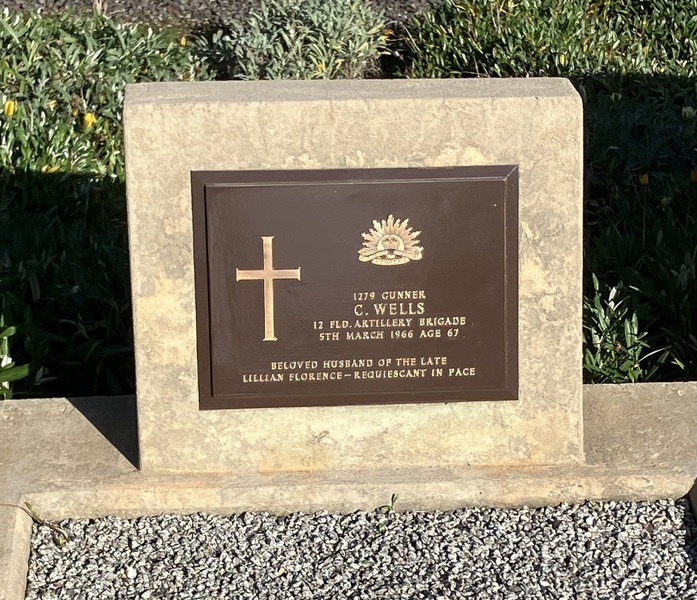 1279 GUNNER
C. WELLS
12 FLD. ARTILLERY BRIGADE
5TH MARCH 1966 AGE 67
BELOVED HUSBAND OF THE LATE
LILLIAN FLORENCE – REQUIESCANT IN PACE